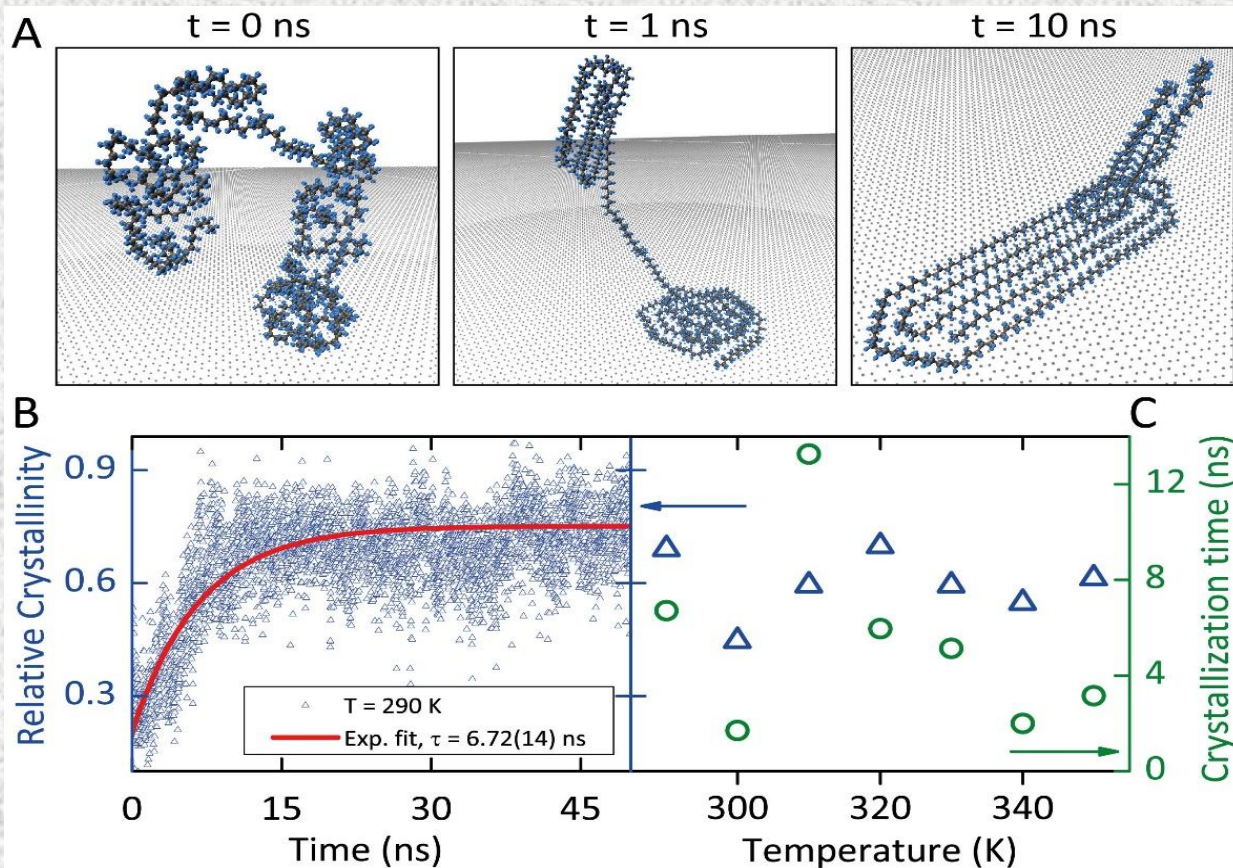 A
t = 0 ns
t = 1 ns
t = 10 ns
B
C
Relative Crystallinity
0.9
0.6
0.3
T = 290 K
Exp. fit, τ = 6.72(14) ns
0
15
30
45
Time (ns)
300
320
340
Temperature (K)
12
8
4
0
Crystallization time (ns)